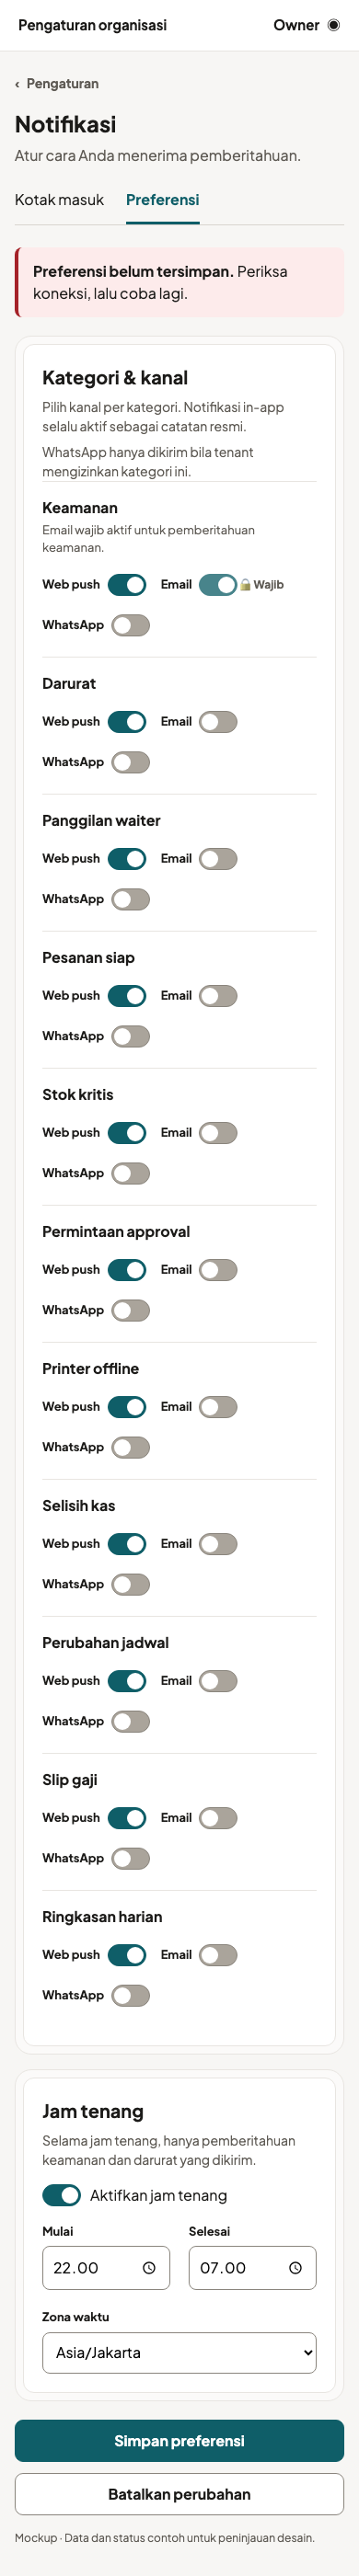 Pengaturan organisasi
Owner
‹ Pengaturan
Notifikasi
Atur cara Anda menerima pemberitahuan.
Kotak masuk Preferensi
Preferensi belum tersimpan. Periksa
koneksi, lalu coba lagi.
Kategori & kanal
Pilih kanal per kategori. Notifikasi in-app
selalu aktif sebagai catatan resmi.
WhatsApp hanya dikirim bila tenant
mengizinkan kategori ini.
Keamanan
Email wajib aktif untuk pemberitahuan
keamanan.
Web push Email 🔒 Wajib
WhatsApp
Darurat
Web push Email
WhatsApp
Panggilan waiter
Web push Email
WhatsApp
Pesanan siap
Web push Email
WhatsApp
Stok kritis
Web push Email
WhatsApp
Permintaan approval
Web push Email
WhatsApp
Printer offline
Web push Email
WhatsApp
Selisih kas
Web push Email
WhatsApp
Perubahan jadwal
Web push Email
WhatsApp
Slip gaji
Web push Email
WhatsApp
Ringkasan harian
Web push Email
WhatsApp
Jam tenang
Selama jam tenang, hanya pemberitahuan
keamanan dan darurat yang dikirim.
Aktifkan jam tenang
Mulai Selesai
22.00 07.00
Zona waktu
Asia/Jakarta
Simpan preferensi
Batalkan perubahan
Mockup · Data dan status contoh untuk peninjauan desain.